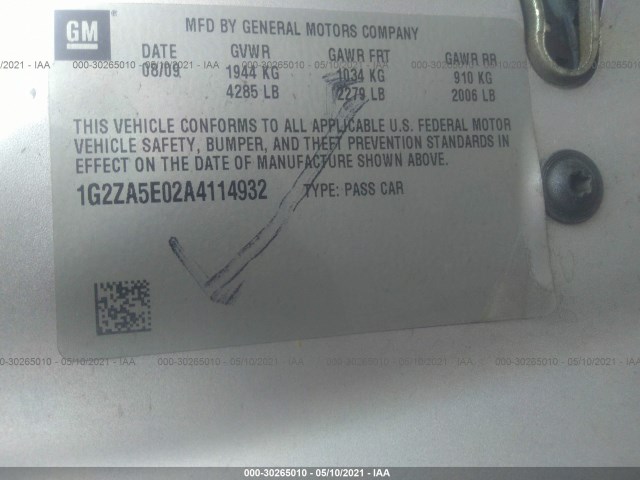 GM
MFD BY GENERAL MOTORS COMPANY
DATE GVWR GAWR FRT GAWR RR
08/09 1944 KG 1034 KG 910 KG
4285 LB 2279 LB 2006 LB
THIS VEHICLE CONFORMS TO ALL APPLICABLE U.S. FEDERAL MOTOR
VEHICLE SAFETY, BUMPER, AND THEFT PREVENTION STANDARDS IN
EFFECT ON THE DATE OF MANUFACTURE SHOWN ABOVE.
1G2ZA5E02A4114932 TYPE: PASS CAR
000-30265010 - 05/10/2021 - IAA